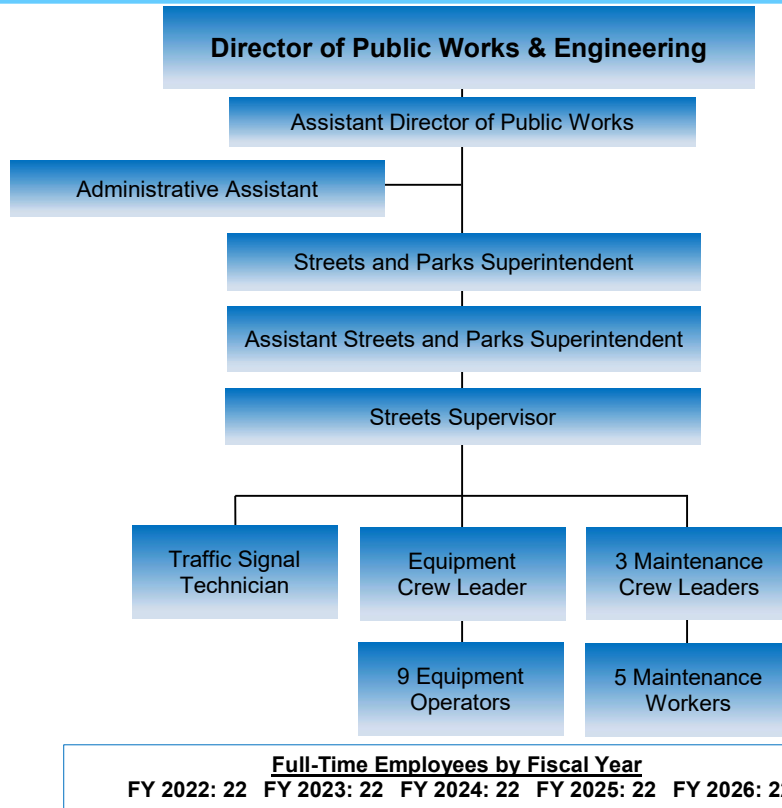 Director of Public Works & Engineering
Assistant Director of Public Works
Administrative Assistant
Streets and Parks Superintendent
Assistant Streets and Parks Superintendent
Streets Supervisor
Traffic Signal
Technician
Equipment
Crew Leader
3 Maintenance
Crew Leaders
9 Equipment
Operators
5 Maintenance
Workers
Full-Time Employees by Fiscal Year
FY 2022: 22 FY 2023: 22 FY 2024: 22 FY 2025: 22 FY 2026: